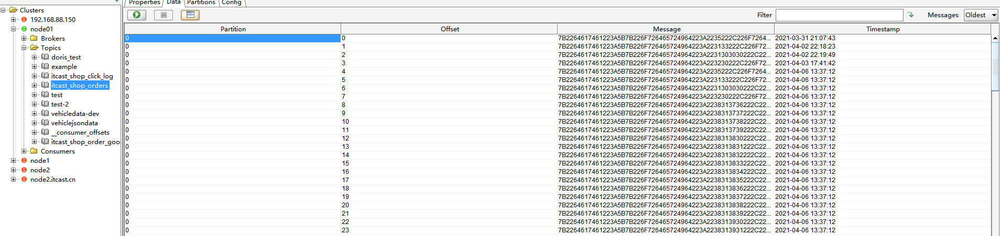 Properties Data Partitions Config
Clusters
192.168.88.150
node01
Brokers
Topics
doris_test
example
itcast_shop_click_log
itcast_shop_orders
test
test-2
vehicledata-dev
vehiclejsondata
__consumer_offsets
itcast_shop_order_goo
Consumers
node1
node2
node2.itcast.cn
Filter Messages Oldest
Partition Offset Message Timestamp
0 0 7B2264617461223A5B7B226F726465724964223A2235222C226F7264... 2021-03-31 21:07:43
0 1 7B2264617461223A5B7B226F726465724964223A223133222C226F72... 2021-04-02 22:18:23
0 2 7B2264617461223A5B7B226F726465724964223A2231303030222C22... 2021-04-02 22:19:49
0 3 7B2264617461223A5B7B226F726465724964223A223230222C226F72... 2021-04-03 17:41:42
0 4 7B2264617461223A5B7B226F726465724964223A2235222C226F7264... 2021-04-06 13:37:12
0 5 7B2264617461223A5B7B226F726465724964223A223133222C226F72... 2021-04-06 13:37:12
0 6 7B2264617461223A5B7B226F726465724964223A2231303030222C22... 2021-04-06 13:37:12
0 7 7B2264617461223A5B7B226F726465724964223A223230222C226F72... 2021-04-06 13:37:12
0 8 7B2264617461223A5B7B226F726465724964223A2238313736222C22... 2021-04-06 13:37:12
0 9 7B2264617461223A5B7B226F726465724964223A2238313737222C22... 2021-04-06 13:37:12
0 10 7B2264617461223A5B7B226F726465724964223A2238313738222C22... 2021-04-06 13:37:12
0 11 7B2264617461223A5B7B226F726465724964223A2238313739222C22... 2021-04-06 13:37:12
0 12 7B2264617461223A5B7B226F726465724964223A2238313830222C22... 2021-04-06 13:37:12
0 13 7B2264617461223A5B7B226F726465724964223A2238313831222C22... 2021-04-06 13:37:12
0 14 7B2264617461223A5B7B226F726465724964223A2238313832222C22... 2021-04-06 13:37:12
0 15 7B2264617461223A5B7B226F726465724964223A2238313833222C22... 2021-04-06 13:37:12
0 16 7B2264617461223A5B7B226F726465724964223A2238313834222C22... 2021-04-06 13:37:12
0 17 7B2264617461223A5B7B226F726465724964223A2238313835222C22... 2021-04-06 13:37:12
0 18 7B2264617461223A5B7B226F726465724964223A2238313836222C22... 2021-04-06 13:37:12
0 19 7B2264617461223A5B7B226F726465724964223A2238313837222C22... 2021-04-06 13:37:12
0 20 7B2264617461223A5B7B226F726465724964223A2238313838222C22... 2021-04-06 13:37:12
0 21 7B2264617461223A5B7B226F726465724964223A2238313839222C22... 2021-04-06 13:37:12
0 22 7B2264617461223A5B7B226F726465724964223A2238313930222C22... 2021-04-06 13:37:12
0 23 7B2264617461223A5B7B226F726465724964223A2238313931222C22... 2021-04-06 13:37:12